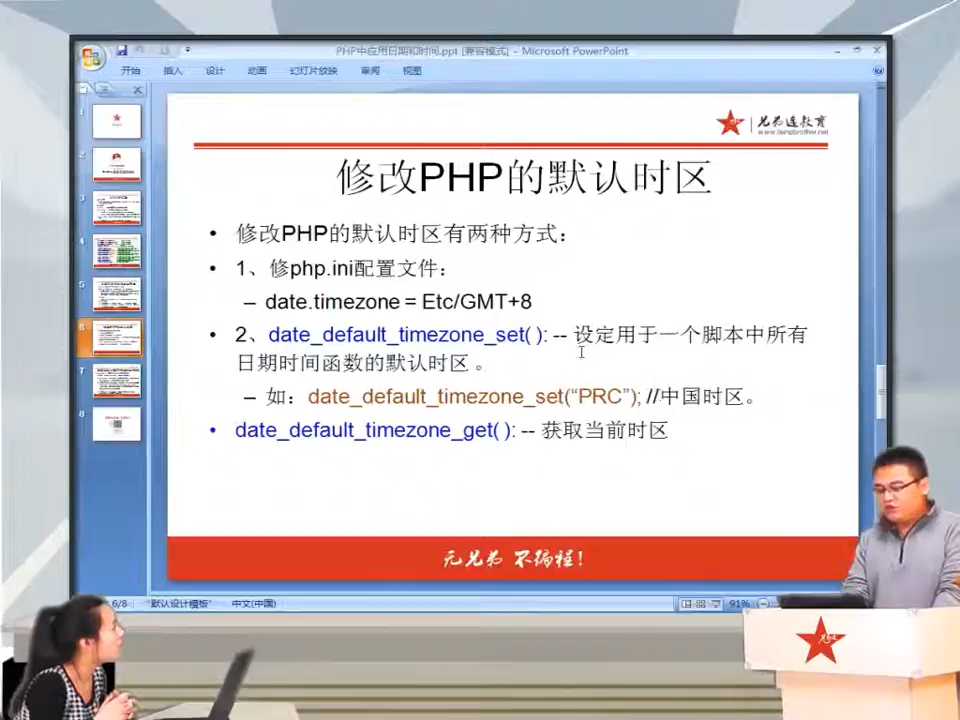 PHP中应用日期和时间.ppt [兼容模式] - Microsoft PowerPoint
开始 插入 设计 动画 幻灯片放映 审阅 视图
兄弟连教育
www.lampbrother.net
修改PHP的默认时区
• 修改PHP的默认时区有两种方式：
• 1、修php.ini配置文件：
– date.timezone = Etc/GMT+8
• 2、date_default_timezone_set( ): -- 设定用于一个脚本中所有
日期时间函数的默认时区 。
– 如：date_default_timezone_set(“PRC”); //中国时区。
• date_default_timezone_get( ): -- 获取当前时区
无兄弟 不编程！
6/8 "默认设计模板" 中文(中国) 91%